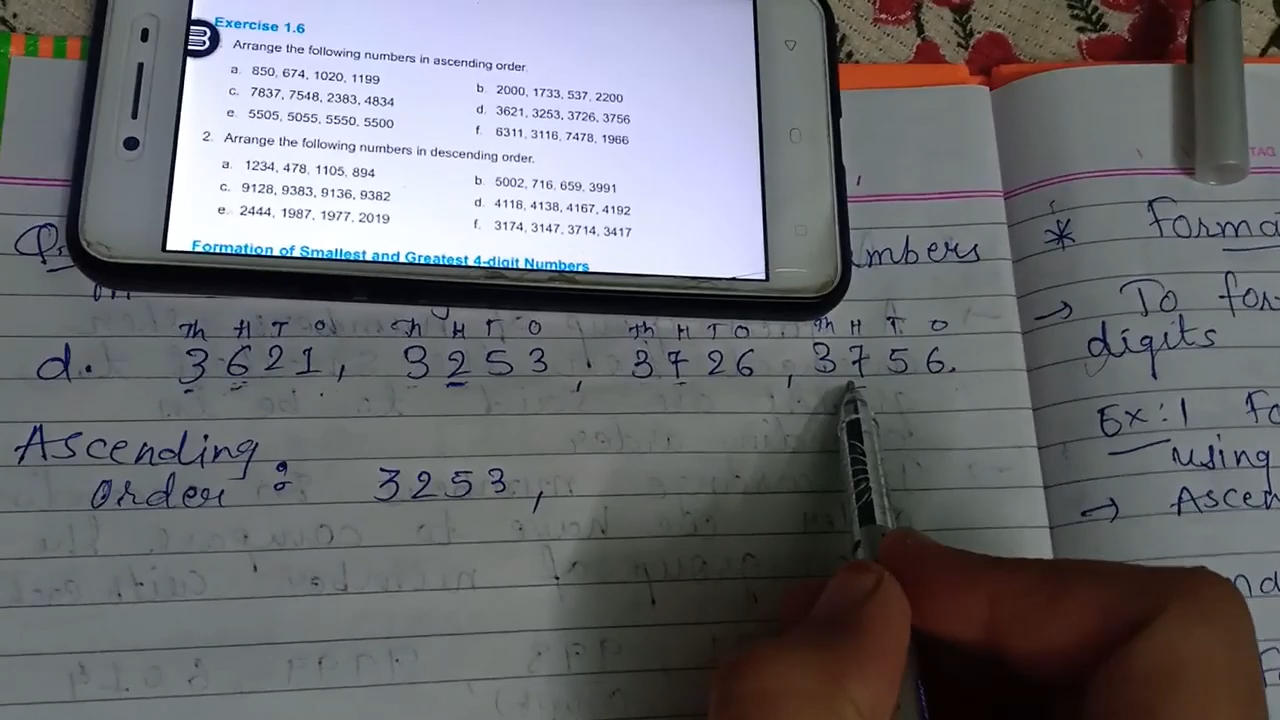 Exercise 1.6
Arrange the following numbers in ascending order.
a. 850, 674, 1020, 1199 b. 2000, 1733, 537, 2200
c. 7837, 7548, 2383, 4834 d. 3621, 3253, 3726, 3756
e. 5505, 5055, 5550, 5500 f. 6311, 3116, 7478, 1966
2. Arrange the following numbers in descending order.
a. 1234, 478, 1105, 894 b. 5002, 716, 659, 3991
c. 9128, 9383, 9136, 9382 d. 4118, 4138, 4167, 4192
e. 2444, 1987, 1977, 2019 f. 3174, 3147, 3714, 3417
Formation of Smallest and Greatest 4-digit Numbers
Th H T O Th H T O Th H T O Th H T O
d. 3621, 3253, 3726, 3756.
Ascending
order : 3253,
* Forma
→ To for
digits
Ex:1 Fo
using
→ Ascen
TAG